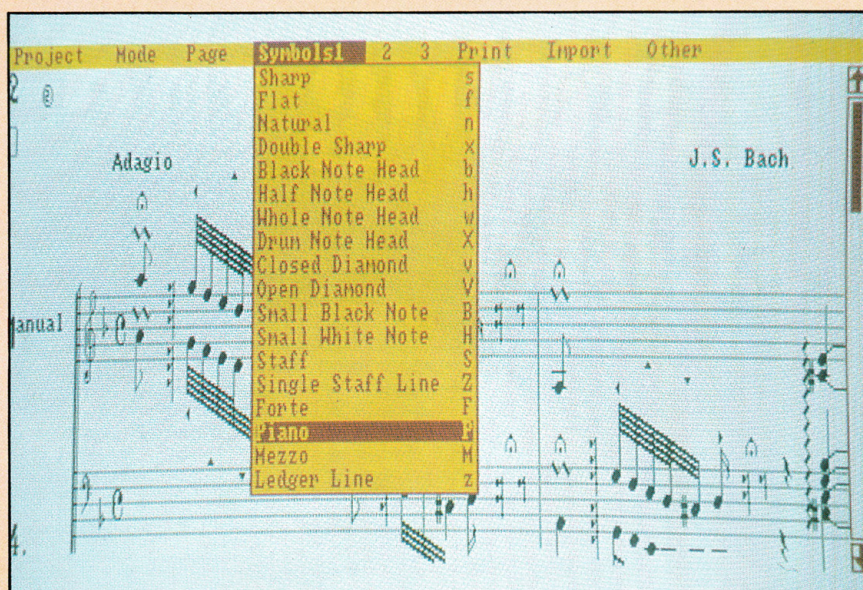 Project Mode Page Symbols1 2 3 Print Import Other
2
Adagio
J.S. Bach
Sharp s
Flat f
Natural n
Double Sharp x
Black Note Head b
Half Note Head h
Whole Note Head w
Drum Note Head X
Closed Diamond v
Open Diamond V
Small Black Note B
Small White Note H
Staff S
Single Staff Line Z
Forte F
Piano P
Mezzo M
Ledger Line z
Manual
4.